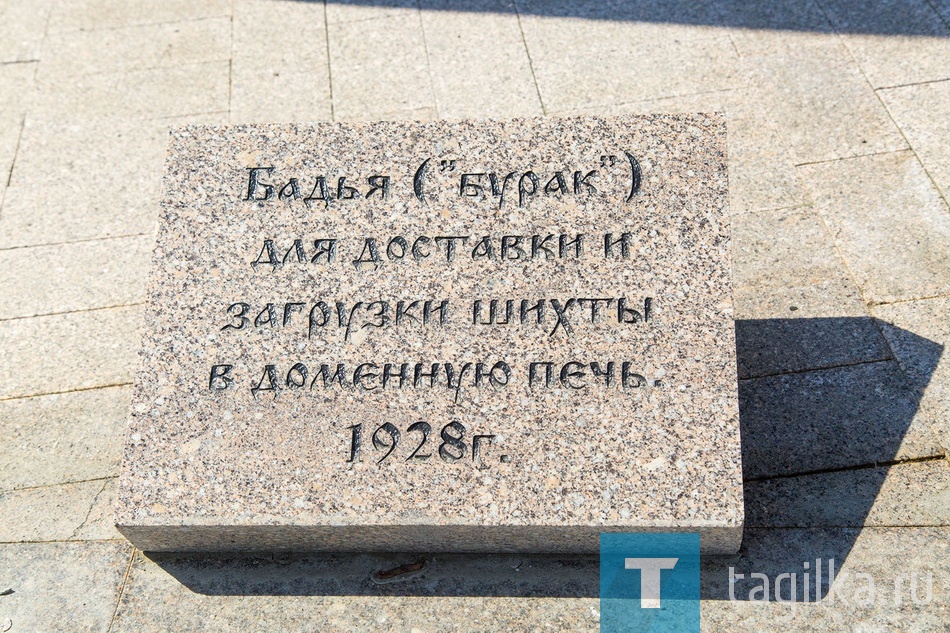 Бадья ("бурак")
для доставки и
загрузки шихты
в доменную печь.
1928г.
T tagilka.ru